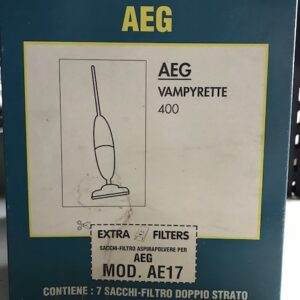 AEG
AEG
VAMPYRETTE
400
EXTRA FILTERS
SACCHI-FILTRO ASPIRAPOLVERE PER
AEG
MOD. AE17
CONTIENE : 7 SACCHI-FILTRO DOPPIO STRATO